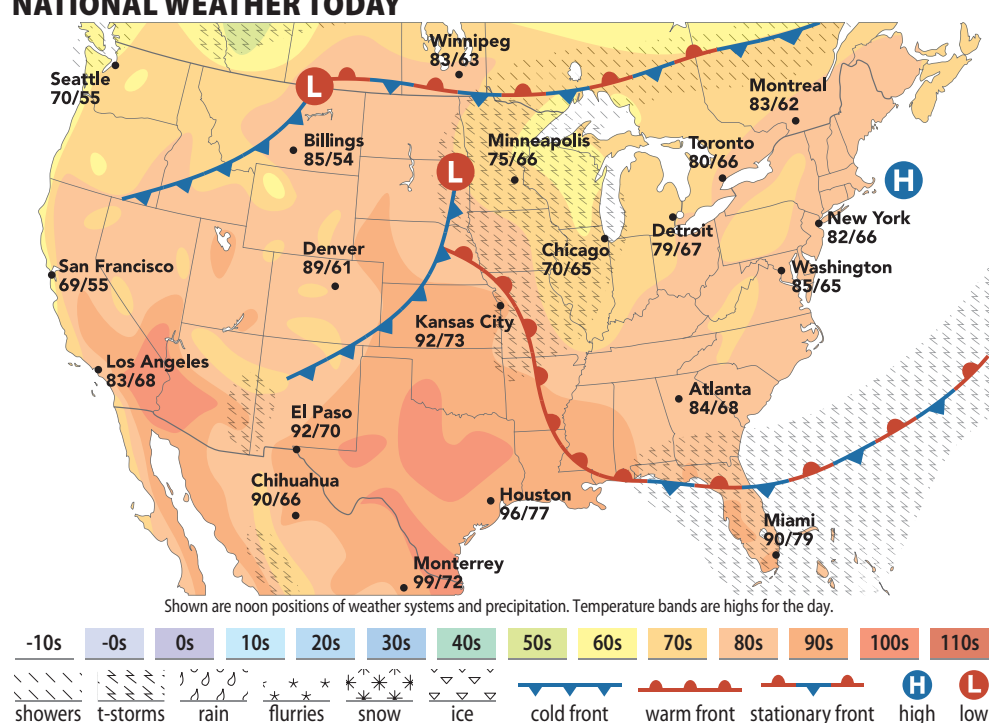 NATIONAL WEATHER TODAY
Winnipeg
83/63
Seattle
70/55
L
Montreal
83/62
Billings
85/54
Minneapolis
75/66
Toronto
80/66
L
H
New York
82/66
Detroit
79/67
Chicago
70/65
Denver
89/61
San Francisco
69/55
Washington
85/65
Kansas City
92/73
Los Angeles
83/68
Atlanta
84/68
El Paso
92/70
Chihuahua
90/66
Houston
96/77
Miami
90/79
Monterrey
99/72
Shown are noon positions of weather systems and precipitation. Temperature bands are highs for the day.
-10s -0s 0s 10s 20s 30s 40s 50s 60s 70s 80s 90s 100s 110s
H L
showers t-storms rain flurries snow ice cold front warm front stationary front high low